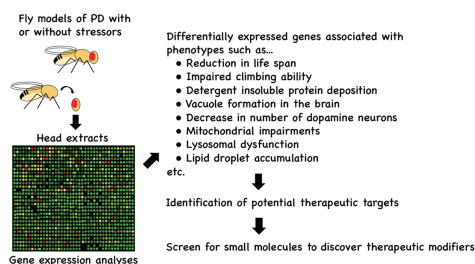 Fly models of PD with
or without stressors
Head extracts
Gene expression analyses
Differentially expressed genes associated with
phenotypes such as...
• Reduction in life span
• Impaired climbing ability
• Detergent insoluble protein deposition
• Vacuole formation in the brain
• Decrease in number of dopamine neurons
• Mitochondrial impairments
• Lysosomal dysfunction
• Lipid droplet accumulation
etc.
Identification of potential therapeutic targets
Screen for small molecules to discover therapeutic modifiers